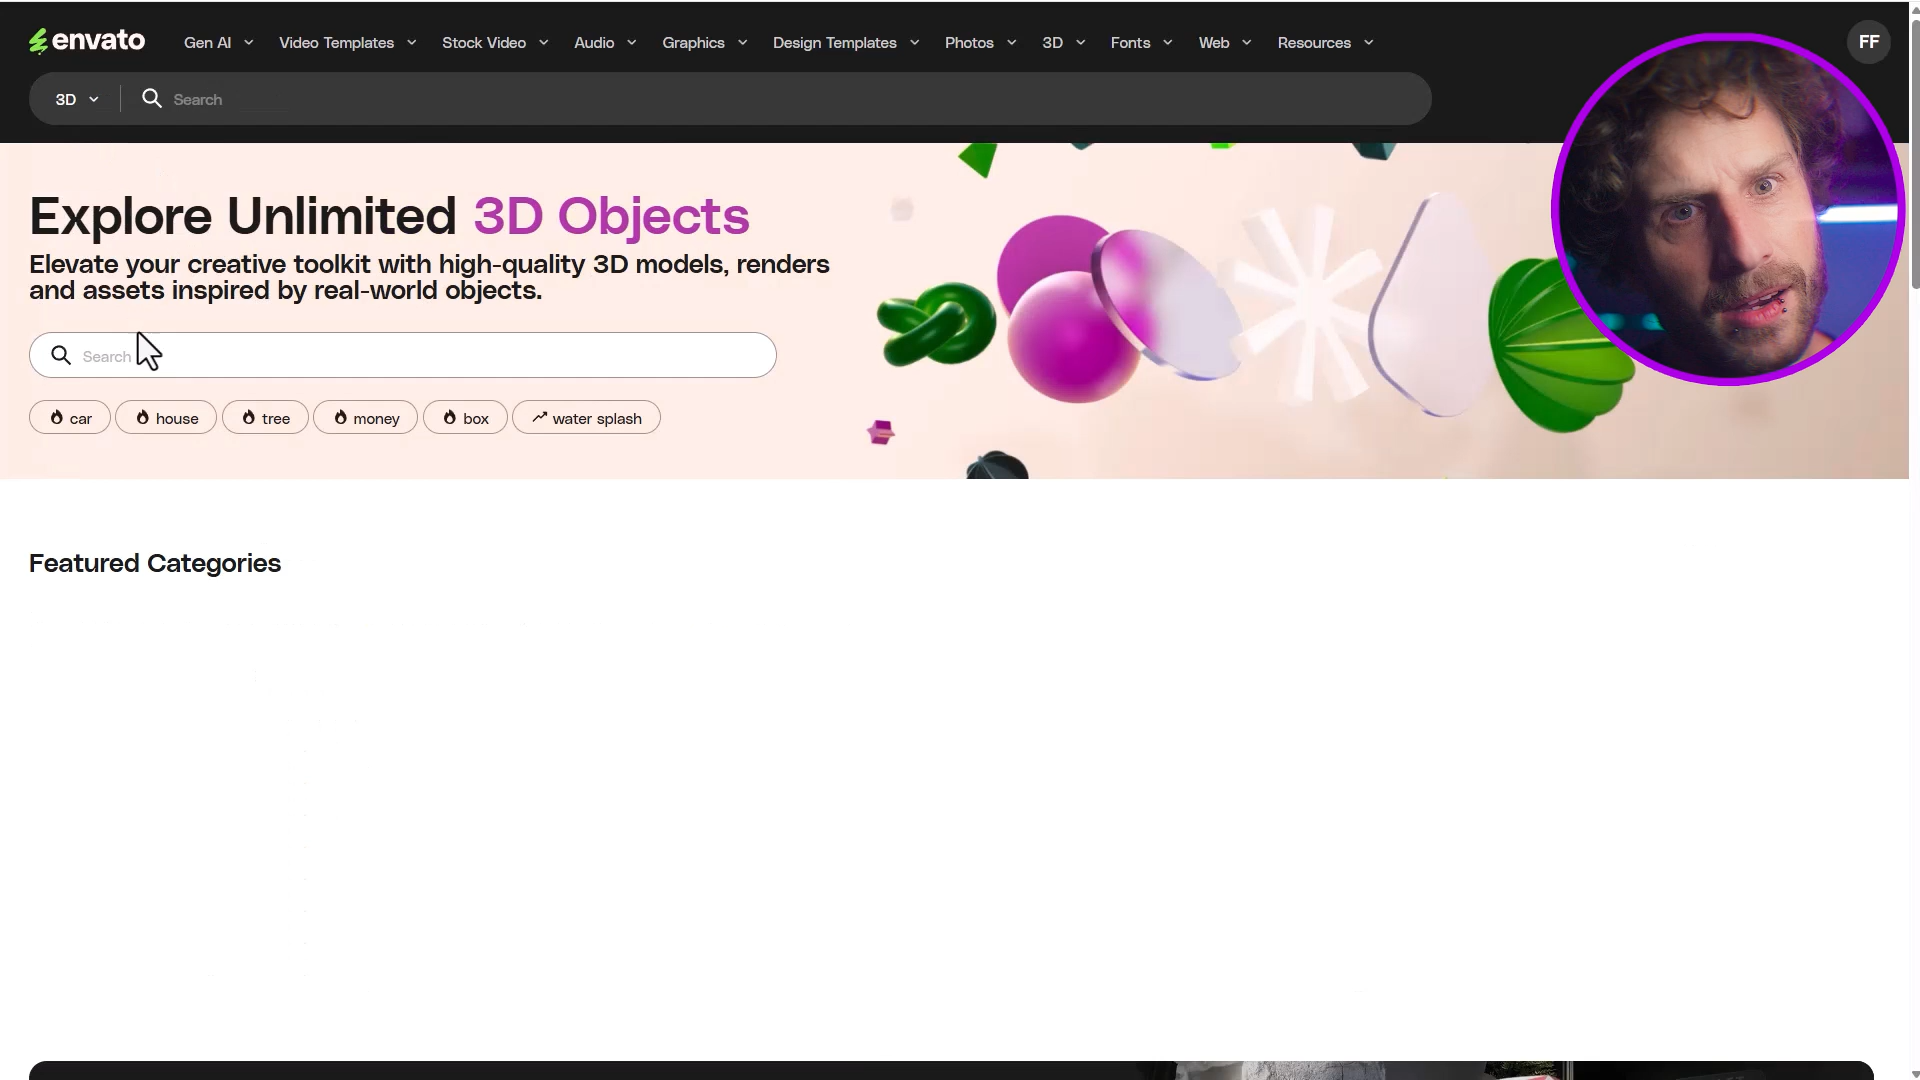 envato
Gen AI
Video Templates
Stock Video
Audio
Graphics
Design Templates
Photos
3D
Fonts
Web
Resources
FF
3D
Search
Explore Unlimited 3D Objects
Elevate your creative toolkit with high-quality 3D models, renders
and assets inspired by real-world objects.
Search
car
house
tree
money
box
water splash
Featured Categories